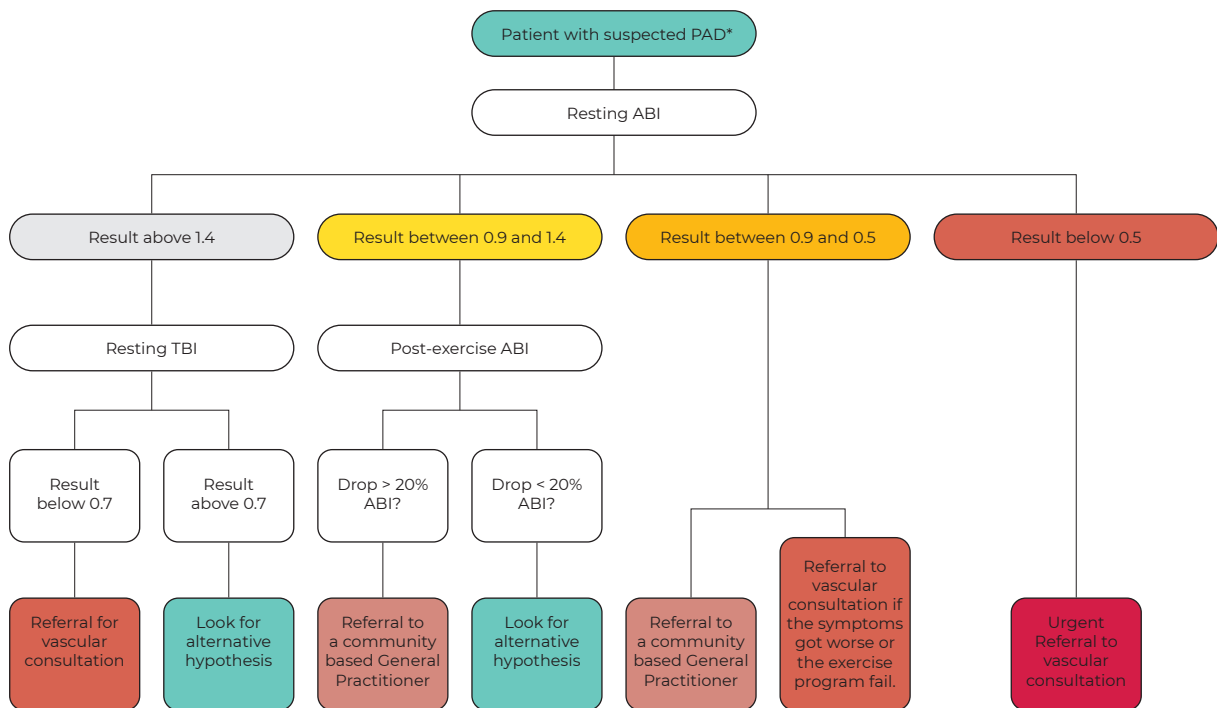 Patient with suspected PAD*
Resting ABI
Result above 1.4
Result between 0.9 and 1.4
Result between 0.9 and 0.5
Result below 0.5
Resting TBI
Post-exercise ABI
Result
below 0.7
Result
above 0.7
Drop > 20%
ABI?
Drop < 20%
ABI?
Referral for
vascular
consultation
Look for
alternative
hypothesis
Referral to
a community
based General
Practitioner
Look for
alternative
hypothesis
Referral to
a community
based General
Practitioner
Referral to
vascular
consultation if
the symptoms
got worse or
the exercise
program fail.
Urgent
Referral to
vascular
consultation